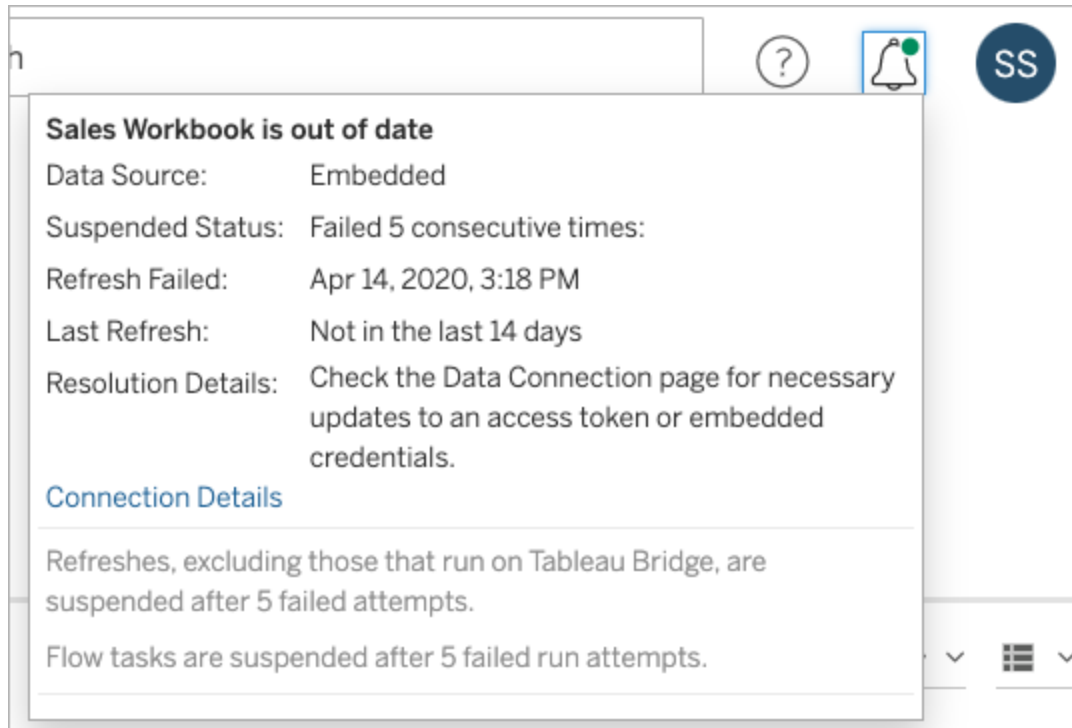 h
?
SS
Sales Workbook is out of date
Data Source: Embedded
Suspended Status: Failed 5 consecutive times:
Refresh Failed: Apr 14, 2020, 3:18 PM
Last Refresh: Not in the last 14 days
Resolution Details: Check the Data Connection page for necessary
updates to an access token or embedded
credentials.
Connection Details
Refreshes, excluding those that run on Tableau Bridge, are
suspended after 5 failed attempts.
Flow tasks are suspended after 5 failed run attempts.